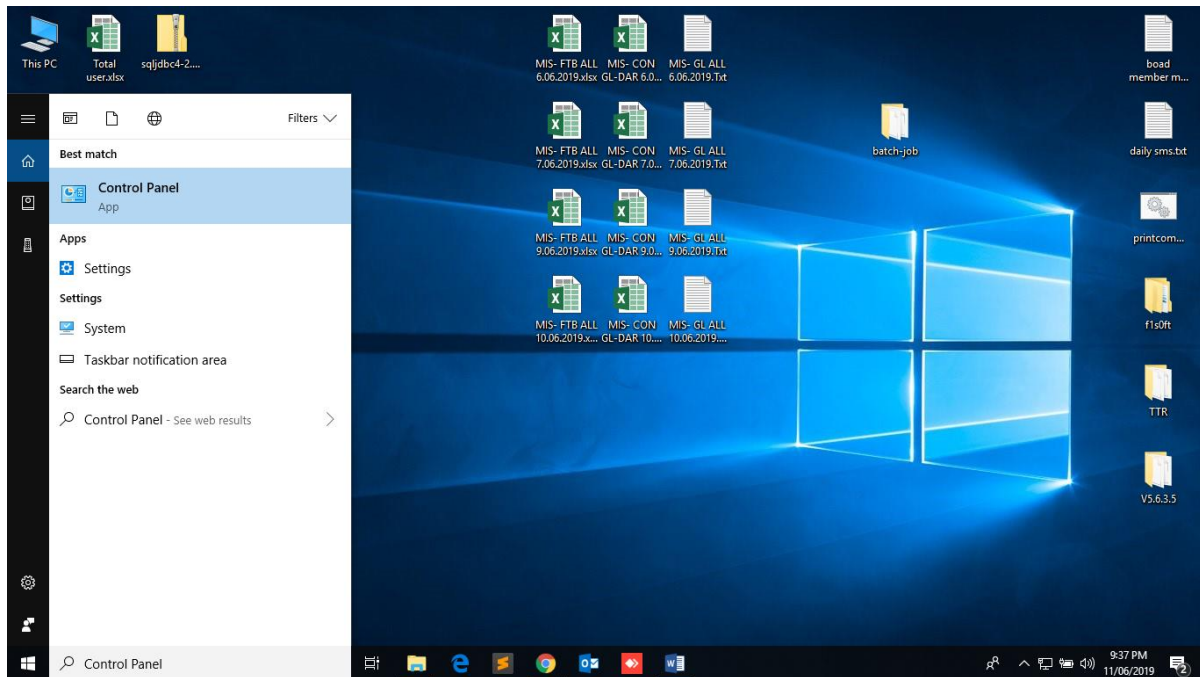 This PC
Total
user.xlsx
sqljdbc4-2....
Filters
Best match
Control Panel
App
Apps
Settings
Settings
System
Taskbar notification area
Search the web
Control Panel - See web results
MIS- FTB ALL
6.06.2019.xlsx
MIS- CON
GL-DAR 6.0...
MIS- GL ALL
6.06.2019.Txt
MIS- FTB ALL
7.06.2019.xlsx
MIS- CON
GL-DAR 7.0...
MIS- GL ALL
7.06.2019.Txt
MIS- FTB ALL
9.06.2019.xlsx
MIS- CON
GL-DAR 9.0...
MIS- GL ALL
9.06.2019.Txt
MIS- FTB ALL
10.06.2019.x...
MIS- CON
GL-DAR 10....
MIS- GL ALL
10.06.2019....
batch-job
boad
member m...
daily sms.txt
printcom...
f1s0ft
TTR
V5.6.3.5
Control Panel
9:37 PM
11/06/2019
2